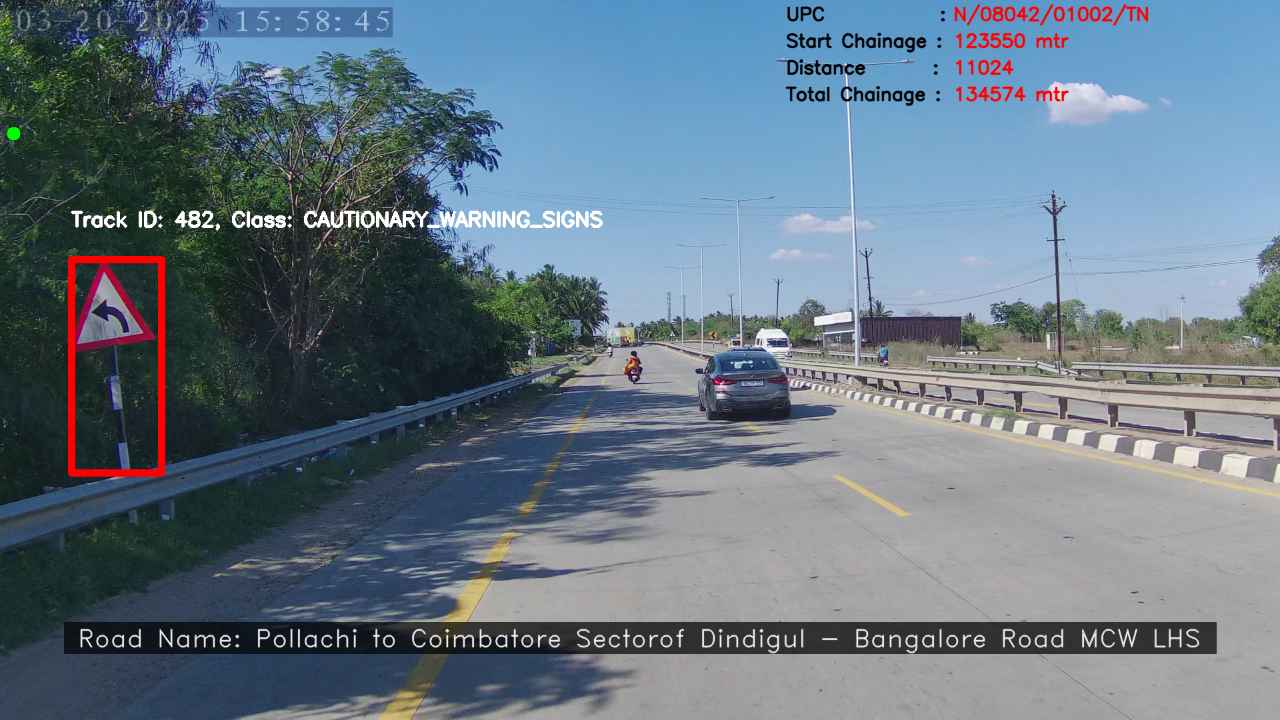 03-20-2025 15:58:45
UPC : N/08042/01002/TN
Start Chainage : 123550 mtr
Distance : 11024
Total Chainage : 134574 mtr
Track ID: 482, Class: CAUTIONARY_WARNING_SIGNS
Road Name: Pollachi to Coimbatore Sectorof Dindigul - Bangalore Road MCW LHS